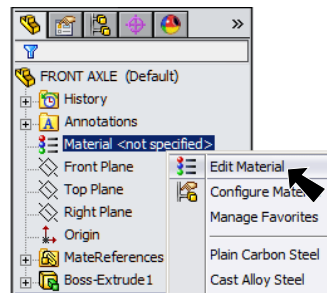 »
FRONT AXLE (Default)
History
A Annotations
Material <not specified>
Front Plane
Top Plane
Right Plane
Origin
MateReferences
Boss-Extrude1
Edit Material
Configure Mater
Manage Favorites
Plain Carbon Steel
Cast Alloy Steel